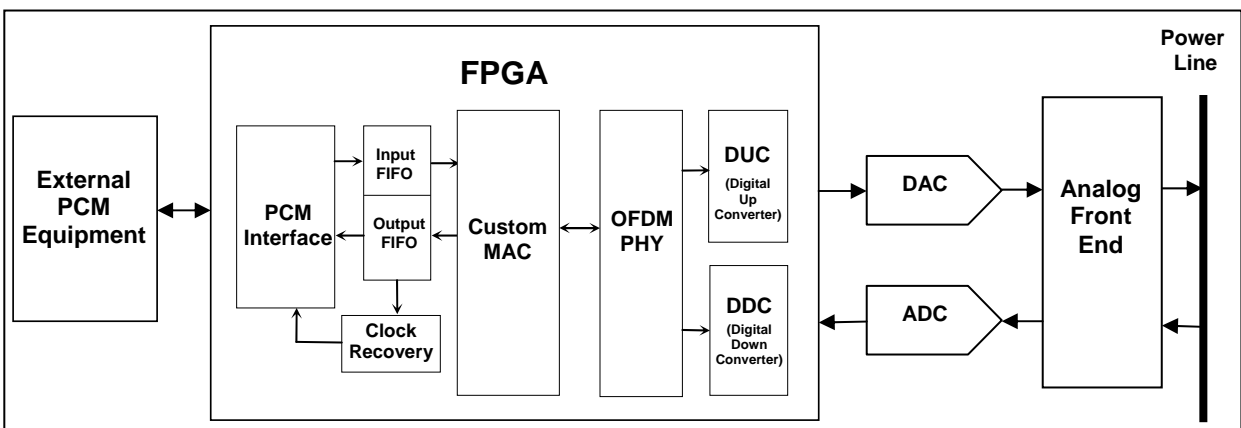 External
PCM
Equipment
FPGA
PCM
Interface
Input
FIFO
Output
FIFO
Clock
Recovery
Custom
MAC
OFDM
PHY
DUC
(Digital
Up
Converter)
DDC
(Digital
Down
Converter)
DAC
ADC
Analog
Front
End
Power
Line